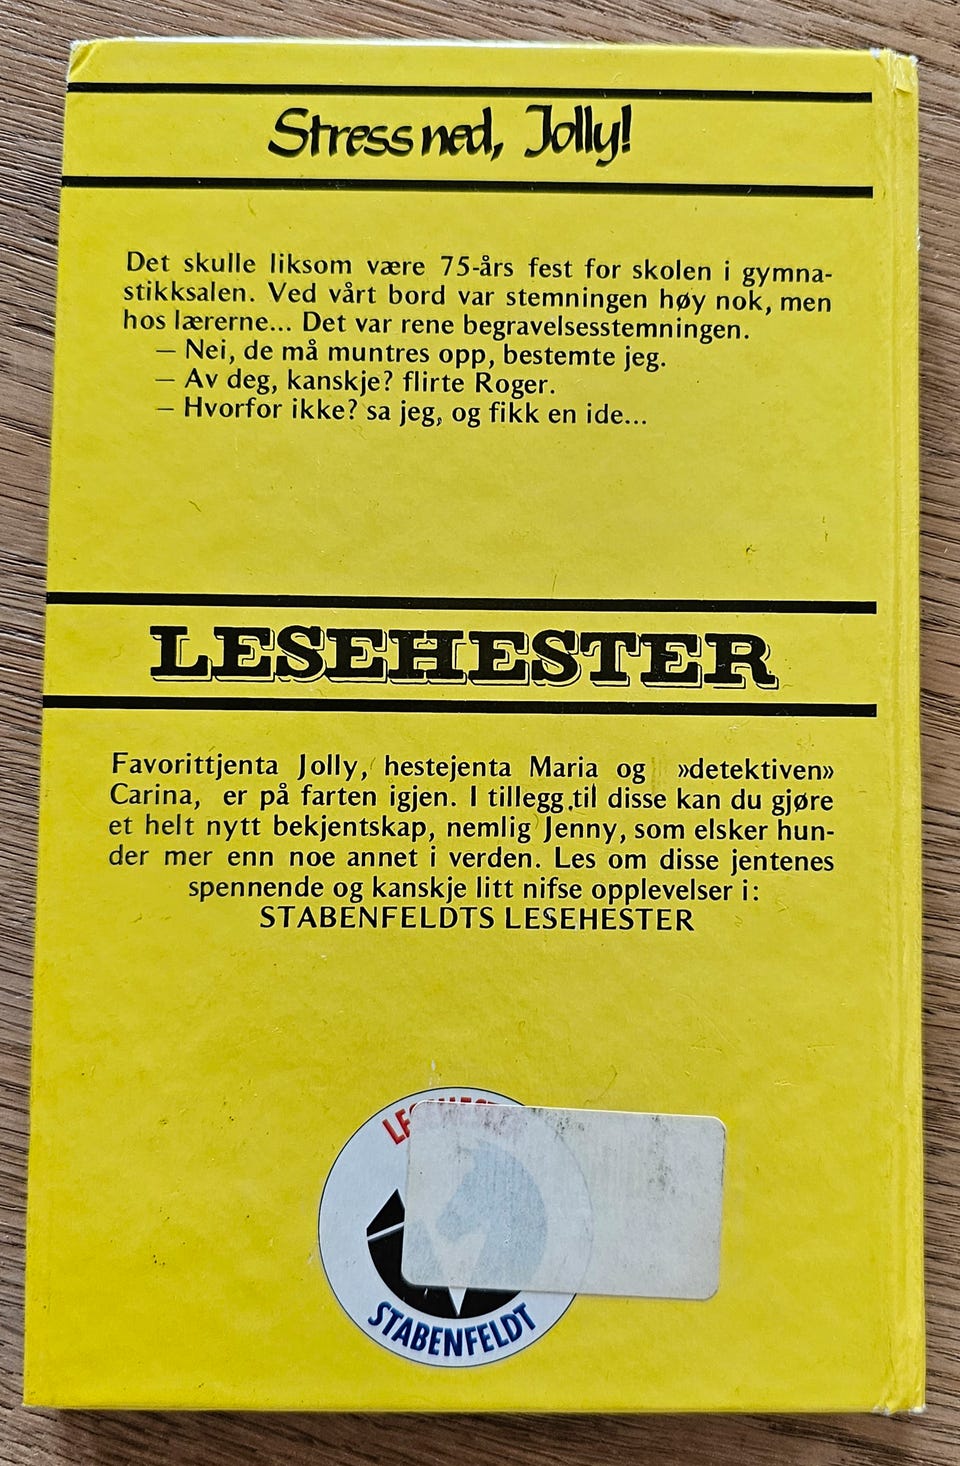 Stress ned, Jolly!
Det skulle liksom være 75-års fest for skolen i gymna-
stikksalen. Ved vårt bord var stemningen høy nok, men
hos lærerne... Det var rene begravelsesstemningen.
— Nei, de må muntres opp, bestemte jeg.
— Av deg, kanskje? flirte Roger.
— Hvorfor ikke? sa jeg, og fikk en ide...
LESEHESTER
Favorittjenta Jolly, hestejenta Maria og »detektiven»
Carina, er på farten igjen. I tillegg til disse kan du gjøre
et helt nytt bekjentskap, nemlig Jenny, som elsker hun-
der mer enn noe annet i verden. Les om disse jentenes
spennende og kanskje litt nifse opplevelser i:
STABENFELDTS LESEHESTER
STABENFELDT